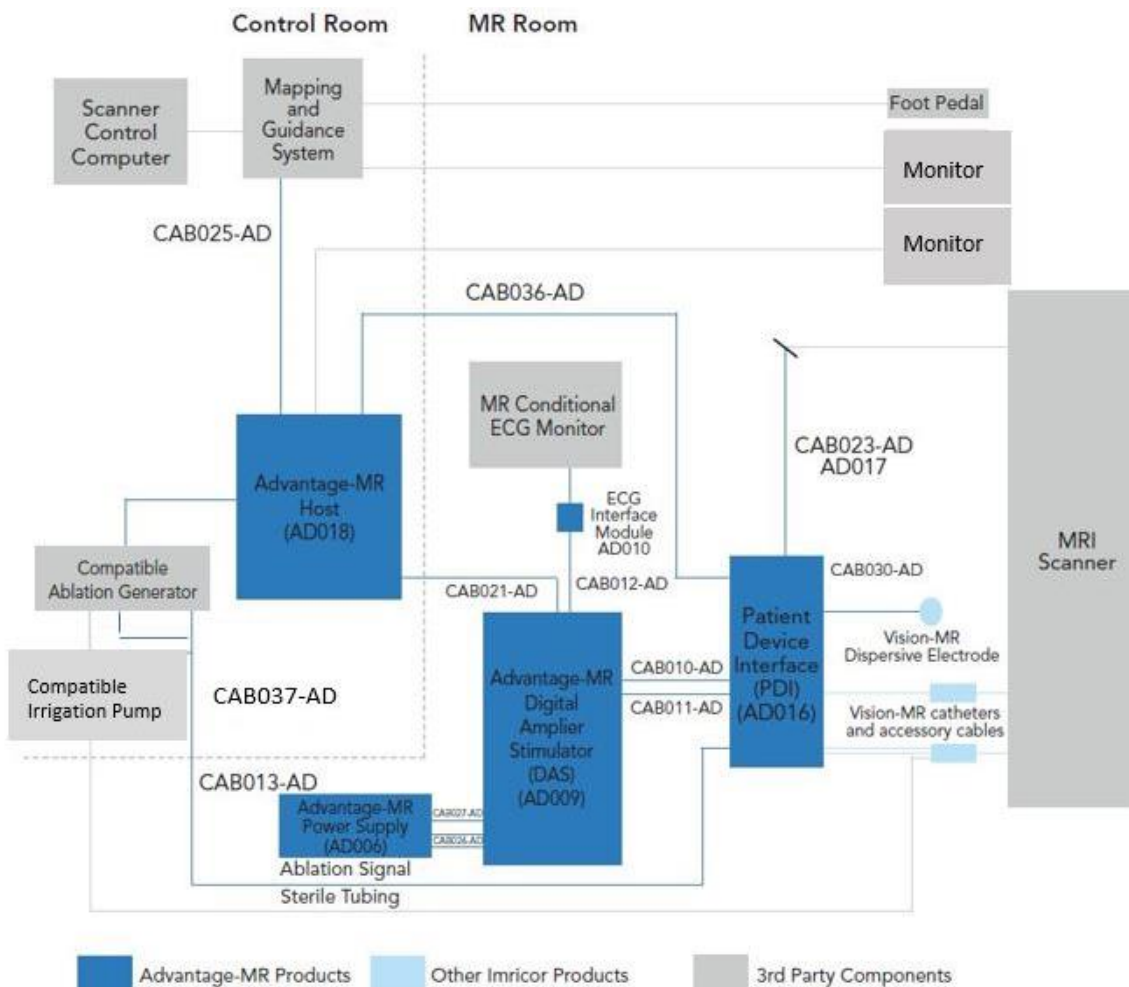 Control Room
MR Room
Scanner
Control
Computer
Mapping
and
Guidance
System
Foot Pedal
Monitor
Monitor
CAB025-AD
CAB036-AD
MR Conditional
ECG Monitor
CAB023-AD
AD017
MRI
Scanner
Advantage-MR
Host
(AD018)
ECG
Interface
Module
AD010
Compatible
Ablation Generator
CAB021-AD
CAB012-AD
CAB030-AD
Patient
Device
Interface
(PDI)
(AD016)
Vision-MR
Dispersive Electrode
Compatible
Irrigation Pump
CAB037-AD
Advantage-MR
Digital
Amplier
Stimulator
(DAS)
(AD009)
CAB010-AD
CAB011-AD
Vision-MR catheters
and accessory cables
CAB013-AD
Advantage-MR
Power Supply
(AD006)
CAB027-AD
CAB026-AD
Ablation Signal
Sterile Tubing
Advantage-MR Products
Other Imricor Products
3rd Party Components